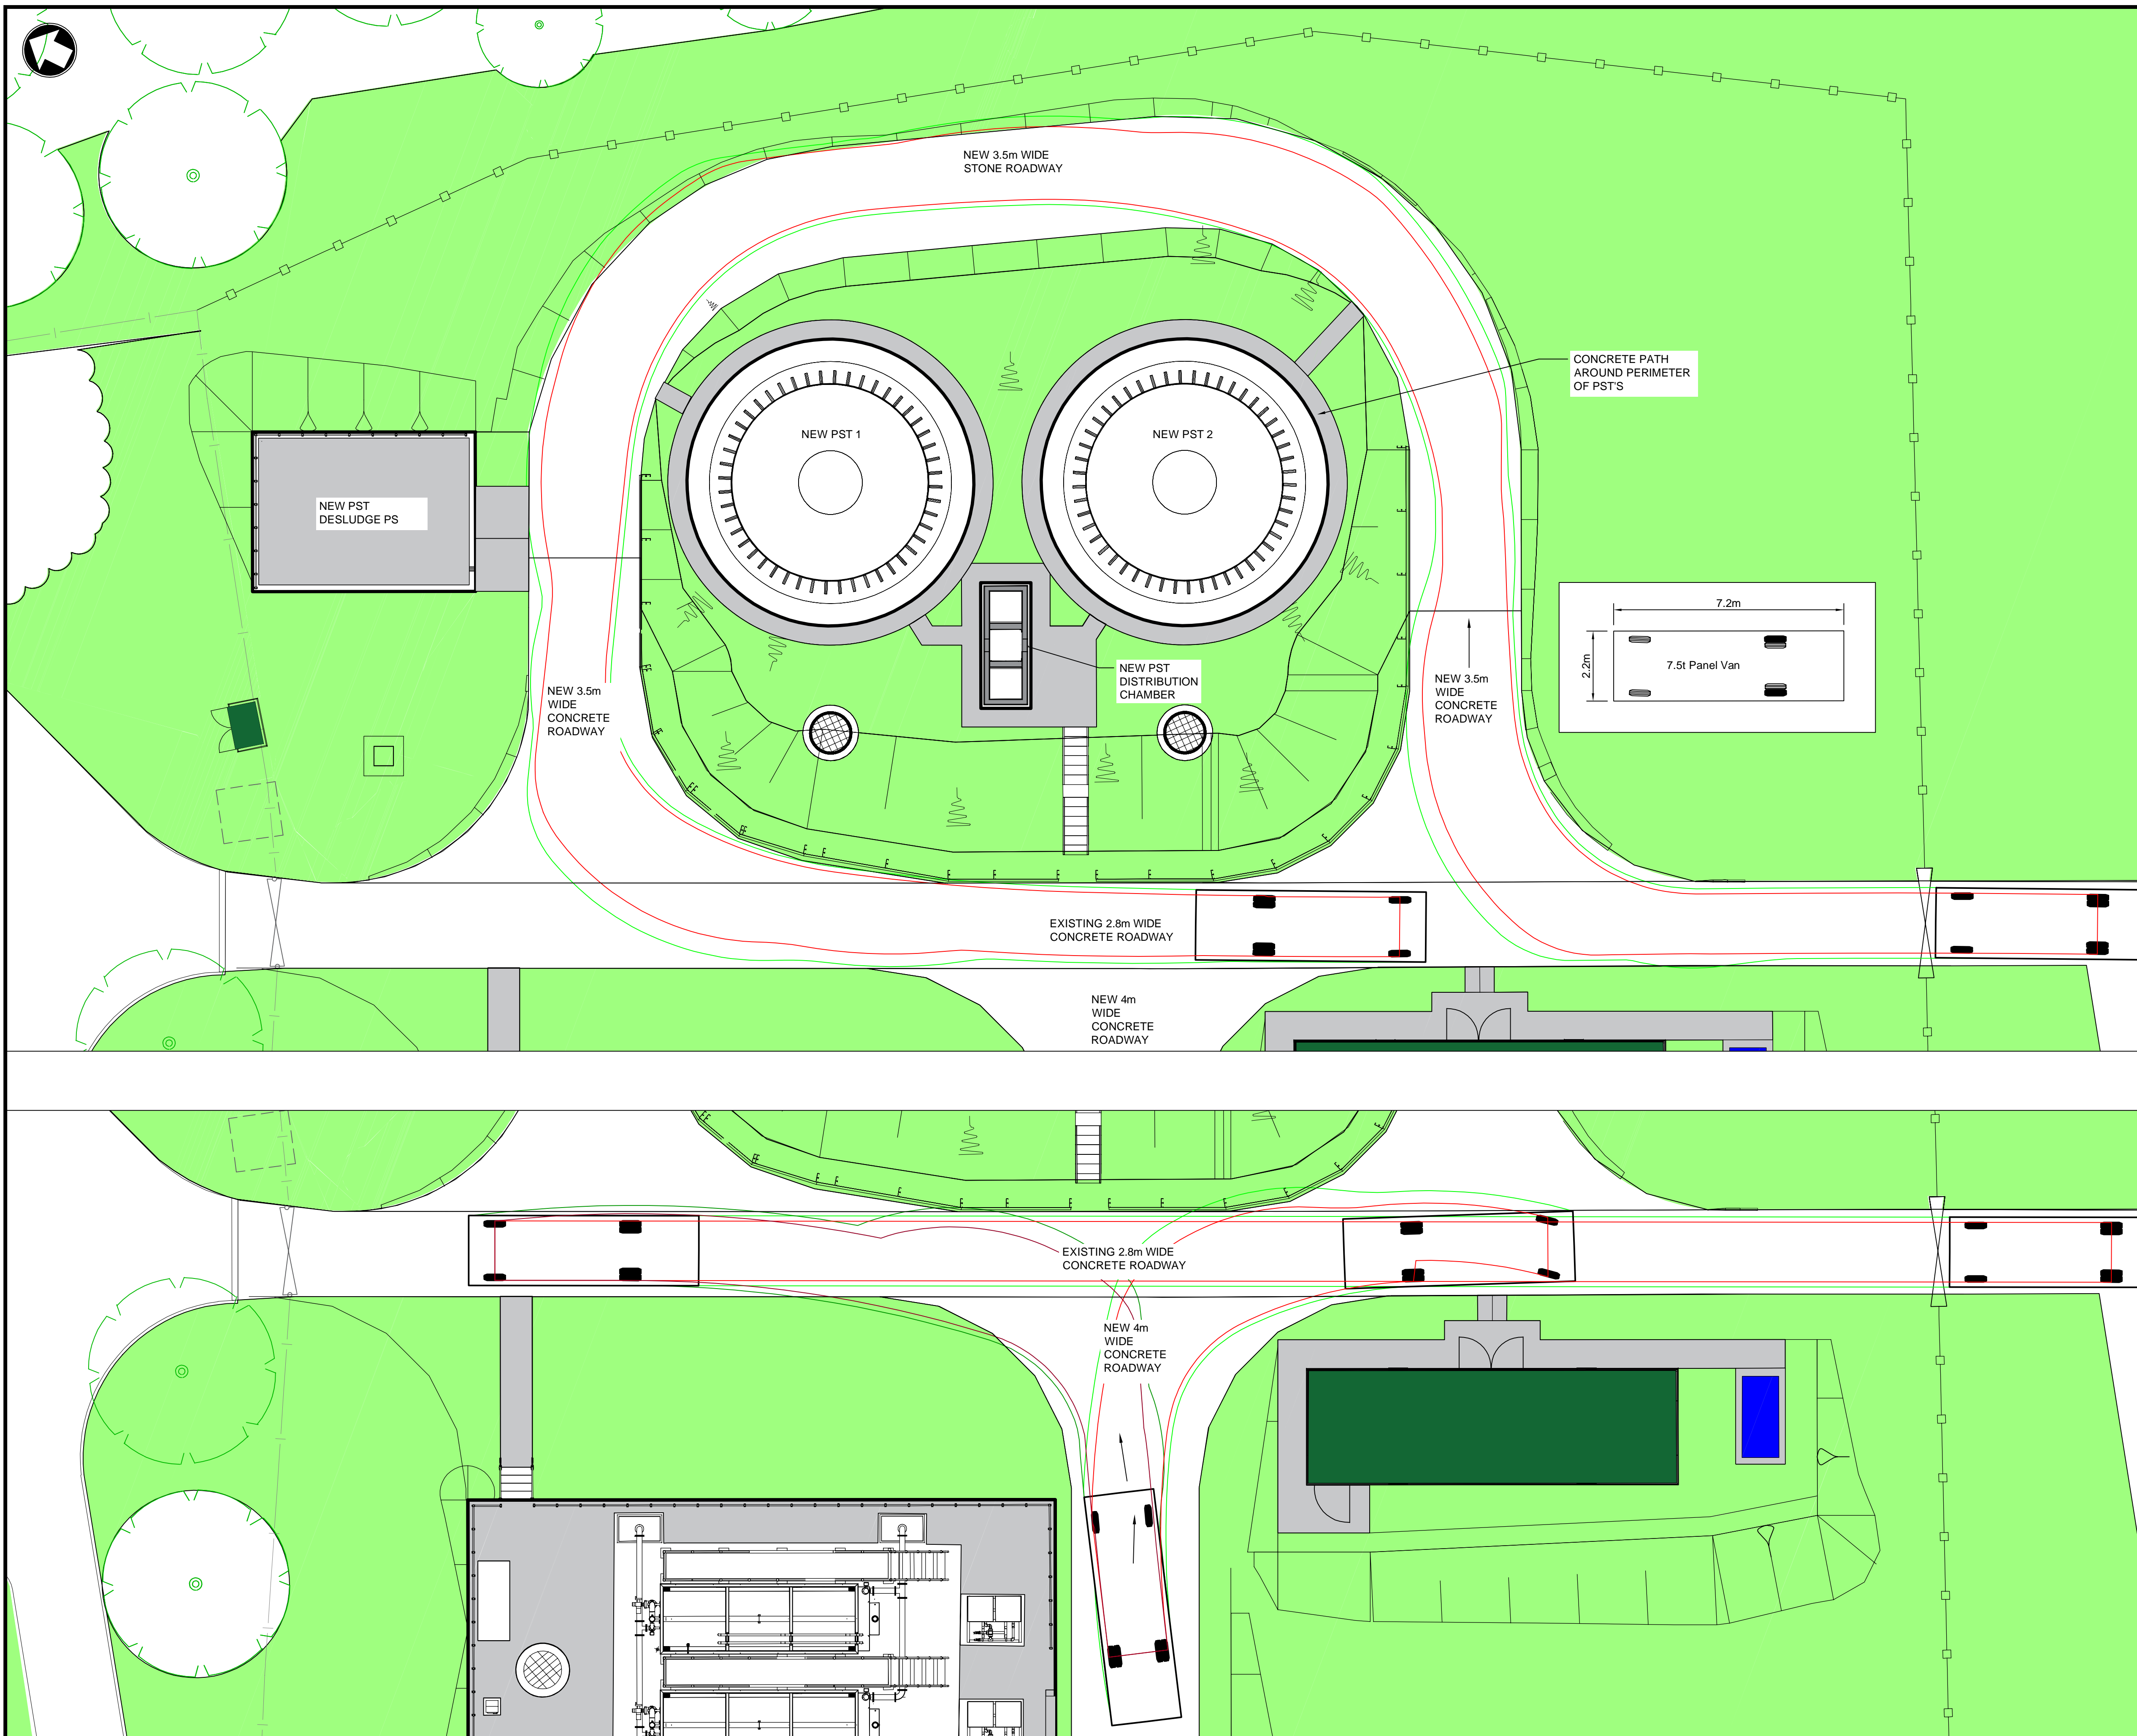 NEW 3.5m WIDE
STONE ROADWAY
CONCRETE PATH
AROUND PERIMETER
OF PST'S
NEW PST 1
NEW PST 2
NEW PST
DESLUDGE PS
7.2m
2.2m
7.5t Panel Van
NEW PST
DISTRIBUTION
CHAMBER
NEW 3.5m
WIDE
CONCRETE
ROADWAY
NEW 3.5m
WIDE
CONCRETE
ROADWAY
EXISTING 2.8m WIDE
CONCRETE ROADWAY
NEW 4m
WIDE
CONCRETE
ROADWAY
EXISTING 2.8m WIDE
CONCRETE ROADWAY
NEW 4m
WIDE
CONCRETE
ROADWAY